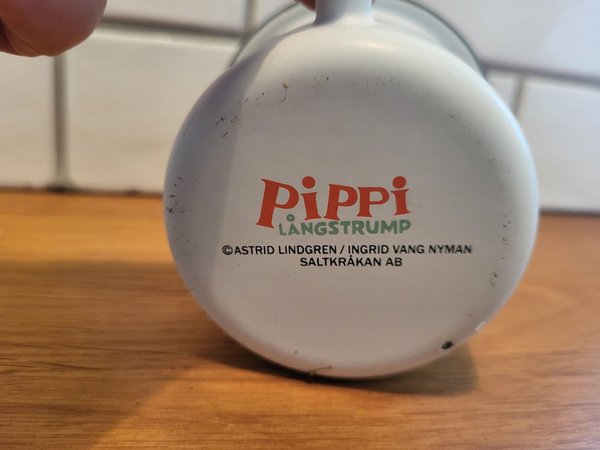 PiPPi
LÅNGSTRUMP
©ASTRID LINDGREN / INGRID VANG NYMAN
SALTKRÅKAN AB